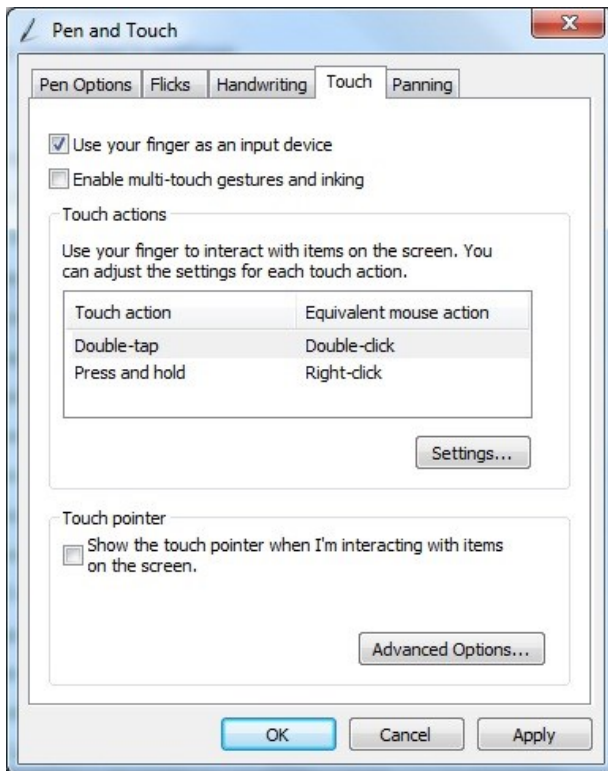 Pen and Touch
Pen Options Flicks Handwriting Touch Panning
Use your finger as an input device
Enable multi-touch gestures and inking
Touch actions
Use your finger to interact with items on the screen. You
can adjust the settings for each touch action.
Touch action Equivalent mouse action
Double-tap Double-click
Press and hold Right-click
Settings...
Touch pointer
Show the touch pointer when I'm interacting with items
on the screen.
Advanced Options...
OK Cancel Apply